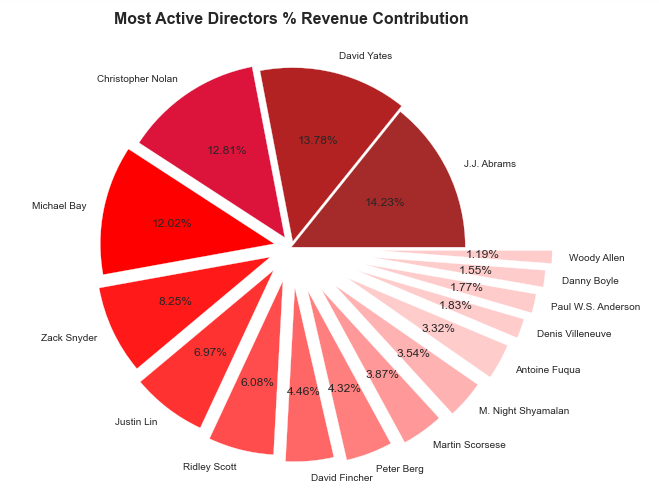 Most Active Directors % Revenue Contribution
J.J. Abrams
14.23%
David Yates
13.78%
Christopher Nolan
12.81%
Michael Bay
12.02%
Zack Snyder
8.25%
Justin Lin
6.97%
Ridley Scott
6.08%
David Fincher
4.46%
Peter Berg
4.32%
Martin Scorsese
3.87%
M. Night Shyamalan
3.54%
Antoine Fuqua
3.32%
Denis Villeneuve
1.83%
Paul W.S. Anderson
1.77%
Danny Boyle
1.55%
Woody Allen
1.19%